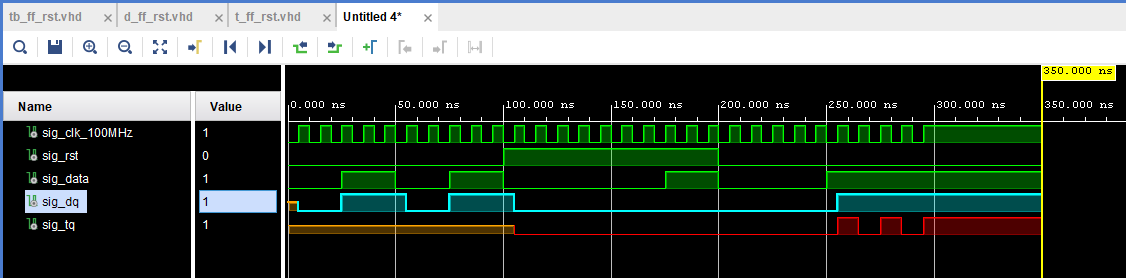 tb_ff_rst.vhd × d_ff_rst.vhd × t_ff_rst.vhd × Untitled 4* ×
350.000 ns
Name Value 0.000 ns 50.000 ns 100.000 ns 150.000 ns 200.000 ns 250.000 ns 300.000 ns 350.000 ns
sig_clk_100MHz 1
sig_rst 0
sig_data 1
sig_dq 1
sig_tq 1